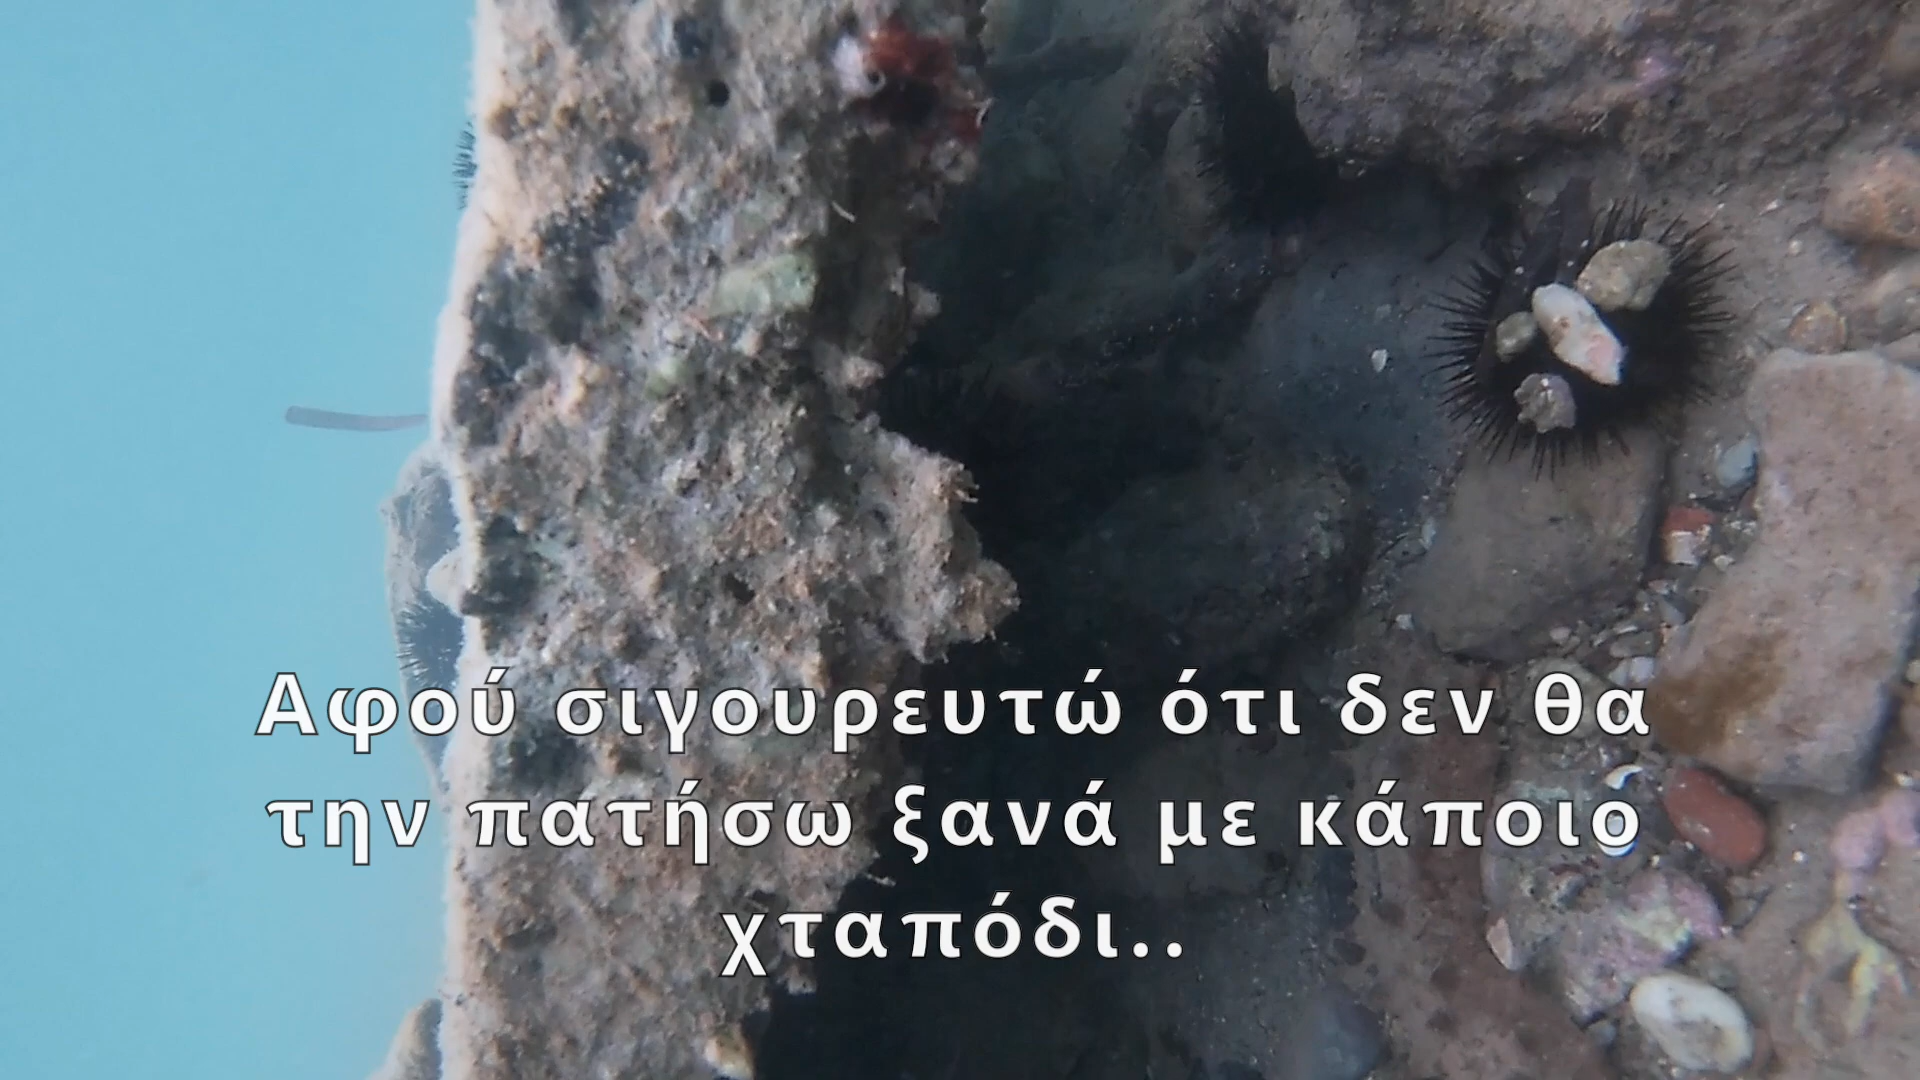 Αφού σιγουρευτώ ότι δεν θα
την πατήσω ξανά με κάποιο
χταπόδι..